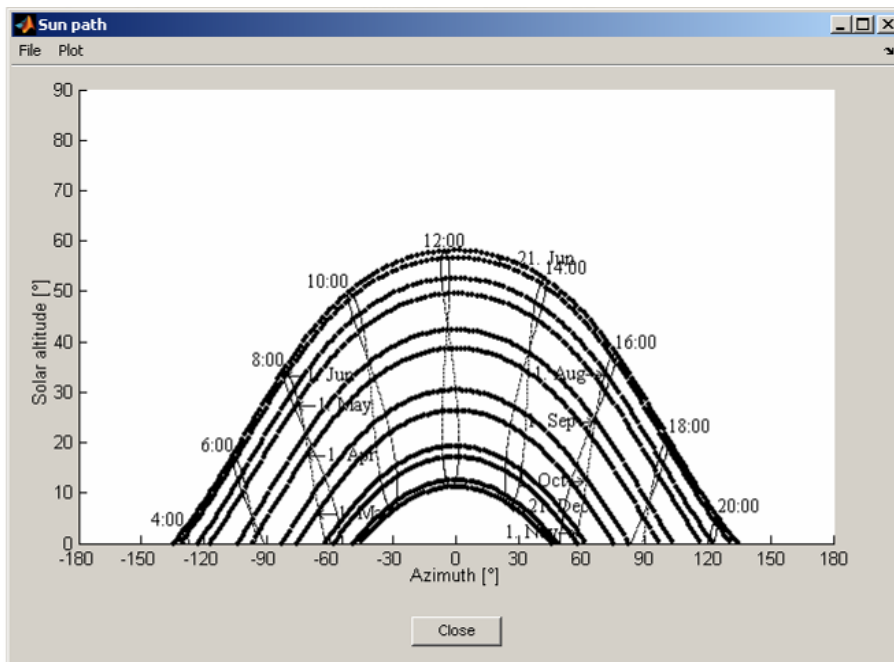 Sun path
File Plot
90
80
70
60
50
40
30
20
10
0
Solar altitude [°]
12:00
21. Jun
14:00
10:00
16:00
8:00
1. Jun
1. Aug
1. May
1. Sep
18:00
6:00
1. Apr
Oct
21. Dec
20:00
4:00
1. Nov
-180 -150 -120 -90 -60 -30 0 30 60 90 120 150 180
Azimuth [°]
Close